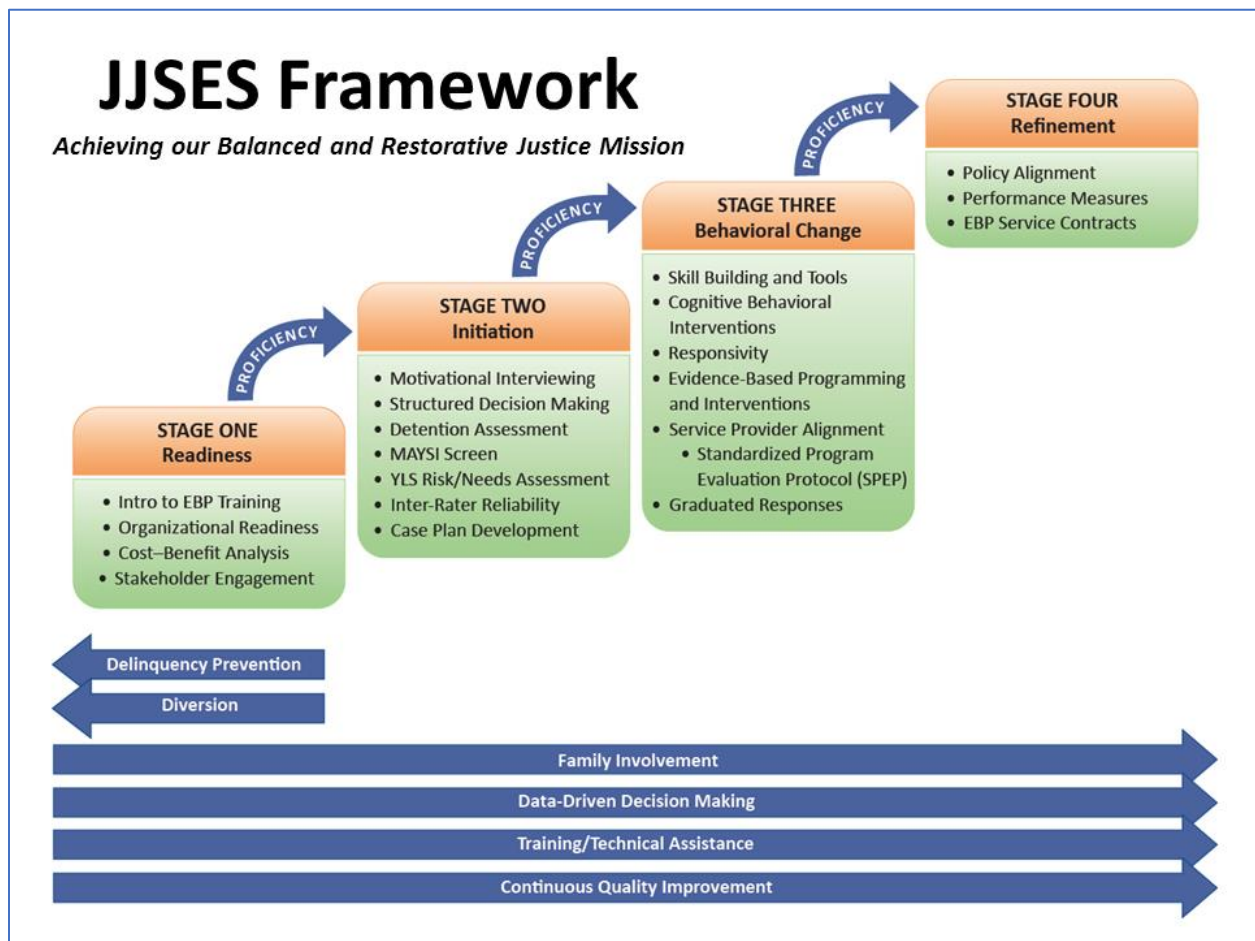 JJSES Framework
Achieving our Balanced and Restorative Justice Mission
STAGE ONE
Readiness
• Intro to EBP Training
• Organizational Readiness
• Cost–Benefit Analysis
• Stakeholder Engagement
PROFICIENCY
STAGE TWO
Initiation
• Motivational Interviewing
• Structured Decision Making
• Detention Assessment
• MAYSI Screen
• YLS Risk/Needs Assessment
• Inter-Rater Reliability
• Case Plan Development
PROFICIENCY
STAGE THREE
Behavioral Change
• Skill Building and Tools
• Cognitive Behavioral
Interventions
• Responsivity
• Evidence-Based Programming
and Interventions
• Service Provider Alignment
• Standardized Program
Evaluation Protocol (SPEP)
• Graduated Responses
PROFICIENCY
STAGE FOUR
Refinement
• Policy Alignment
• Performance Measures
• EBP Service Contracts
Delinquency Prevention
Diversion
Family Involvement
Data-Driven Decision Making
Training/Technical Assistance
Continuous Quality Improvement